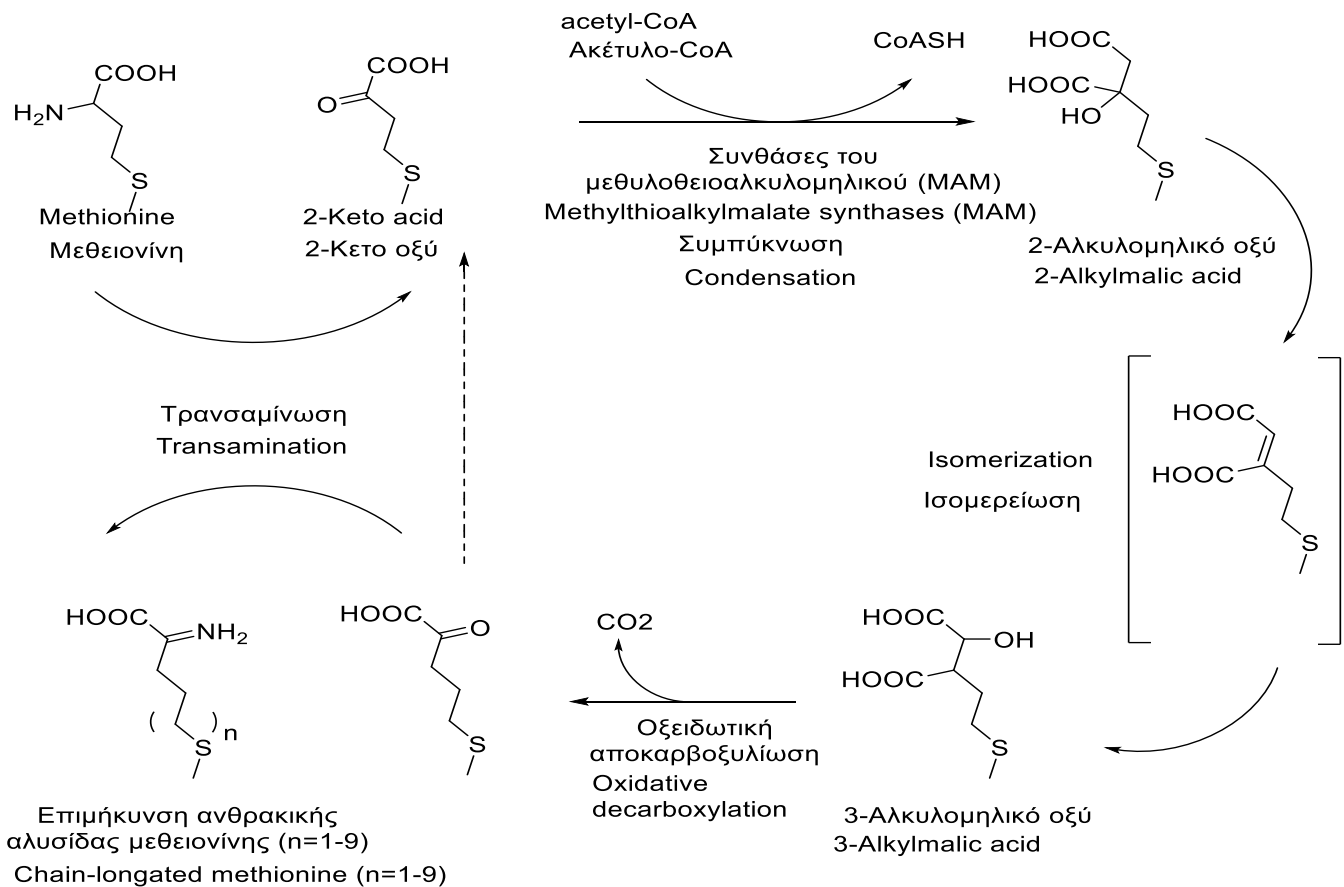 acetyl-CoA
Ακέτυλο-CoA
CoASH
HOOC
HOOC
HO
S
COOH
H2N
S
Methionine
Μεθειονίνη
COOH
O
S
2-Keto acid
2-Κετο οξύ
Συνθάσες του
μεθυλοθειοαλκυλομηλικού (MAM)
Methylthioalkylmalate synthases (MAM)
Συμπύκνωση
Condensation
2-Αλκυλομηλικό οξύ
2-Alkylmalic acid
Τρανσαμίνωση
Transamination
Isomerization
Ισομερείωση
HOOC
HOOC
S
HOOC
NH2
( ) n
S
HOOC
O
S
CO2
Οξειδωτική
αποκαρβοξυλίωση
Oxidative
decarboxylation
HOOC
OH
HOOC
S
3-Αλκυλομηλικό οξύ
3-Alkylmalic acid
Επιμήκυνση ανθρακικής
αλυσίδας μεθειονίνης (n=1-9)
Chain-longated methionine (n=1-9)